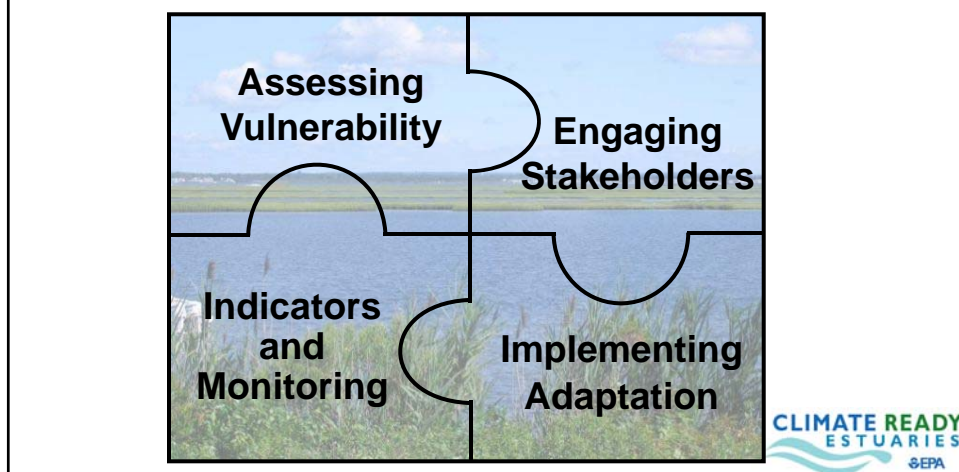 Assessing
Vulnerability
Engaging
Stakeholders
Indicators
and
Monitoring
Implementing
Adaptation
CLIMATE READY
ESTUARIES
EPA